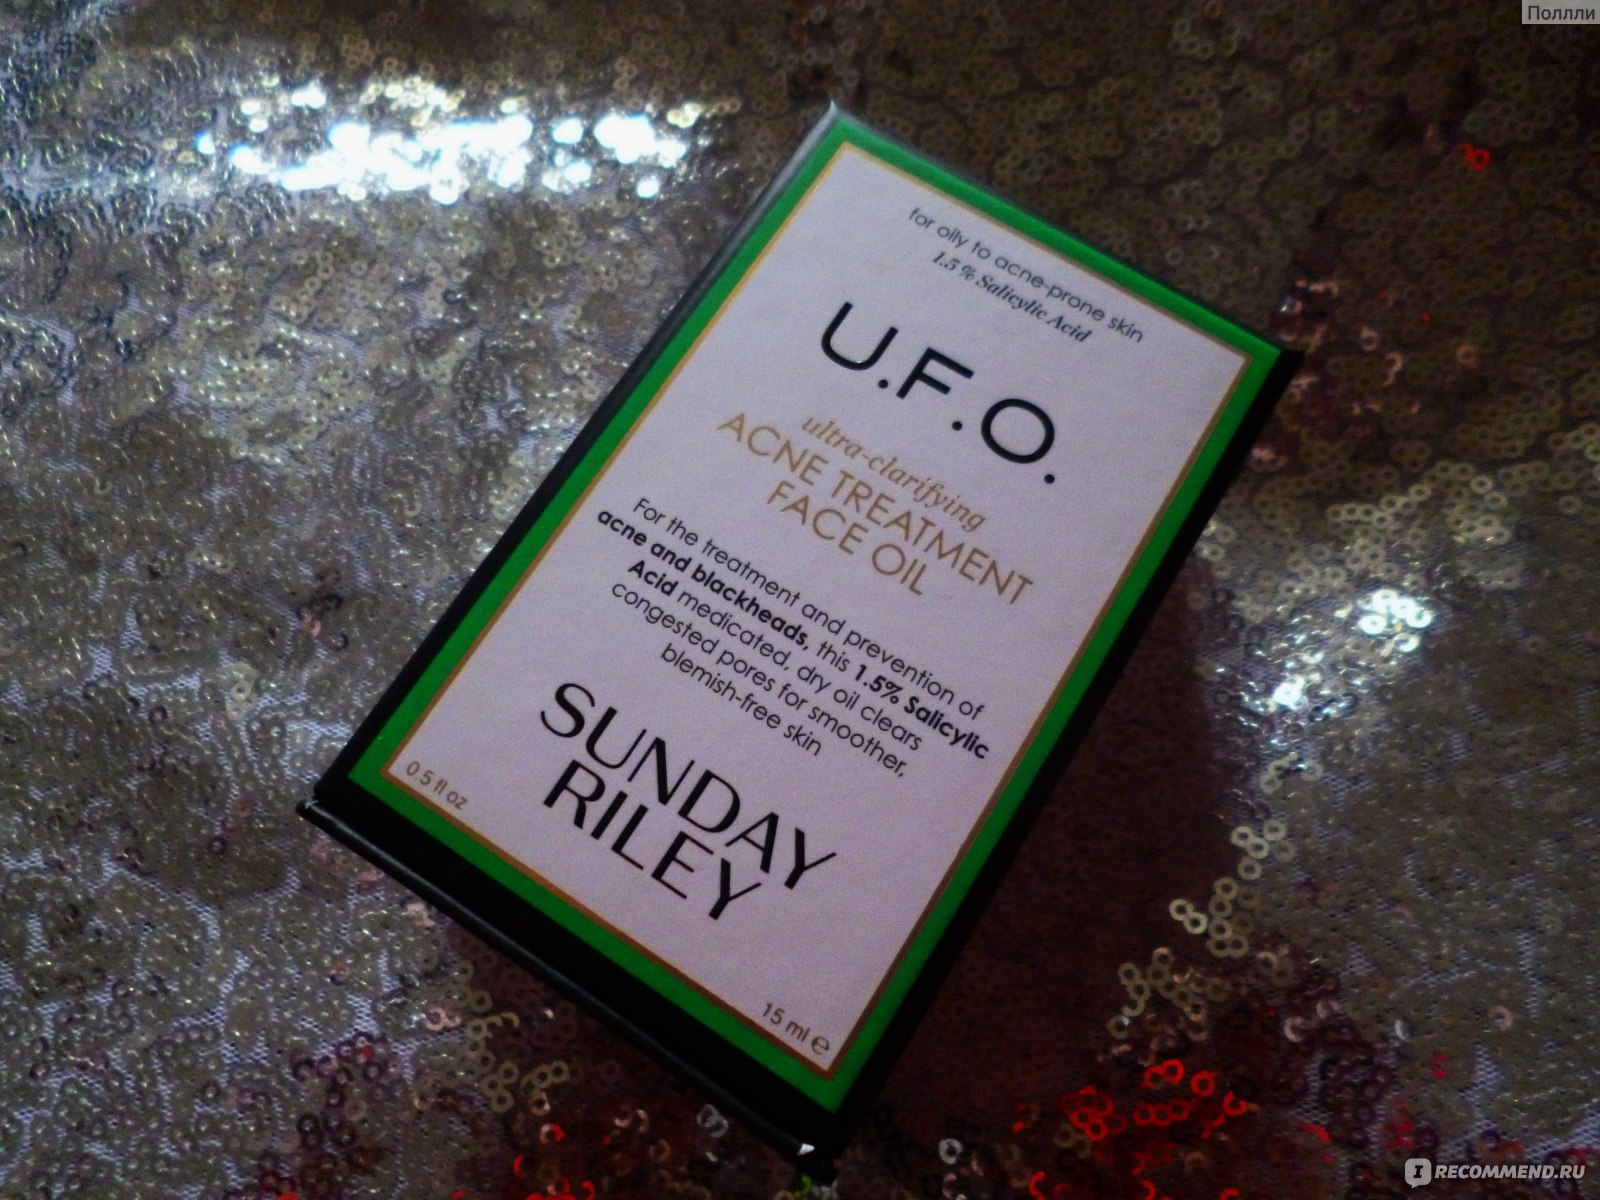 Поллли
for oily to acne-prone skin
1.5 % Salicylic Acid
U.F.O.
ultra-clarifying
ACNE TREATMENT
FACE OIL
For the treatment and prevention of
acne and blackheads, this 1.5% Salicylic
Acid medicated, dry oil clears
congested pores for smoother,
blemish-free skin
SUNDAY
RILEY
0.5 fl oz
15 ml ℮
IRECOMMEND.RU